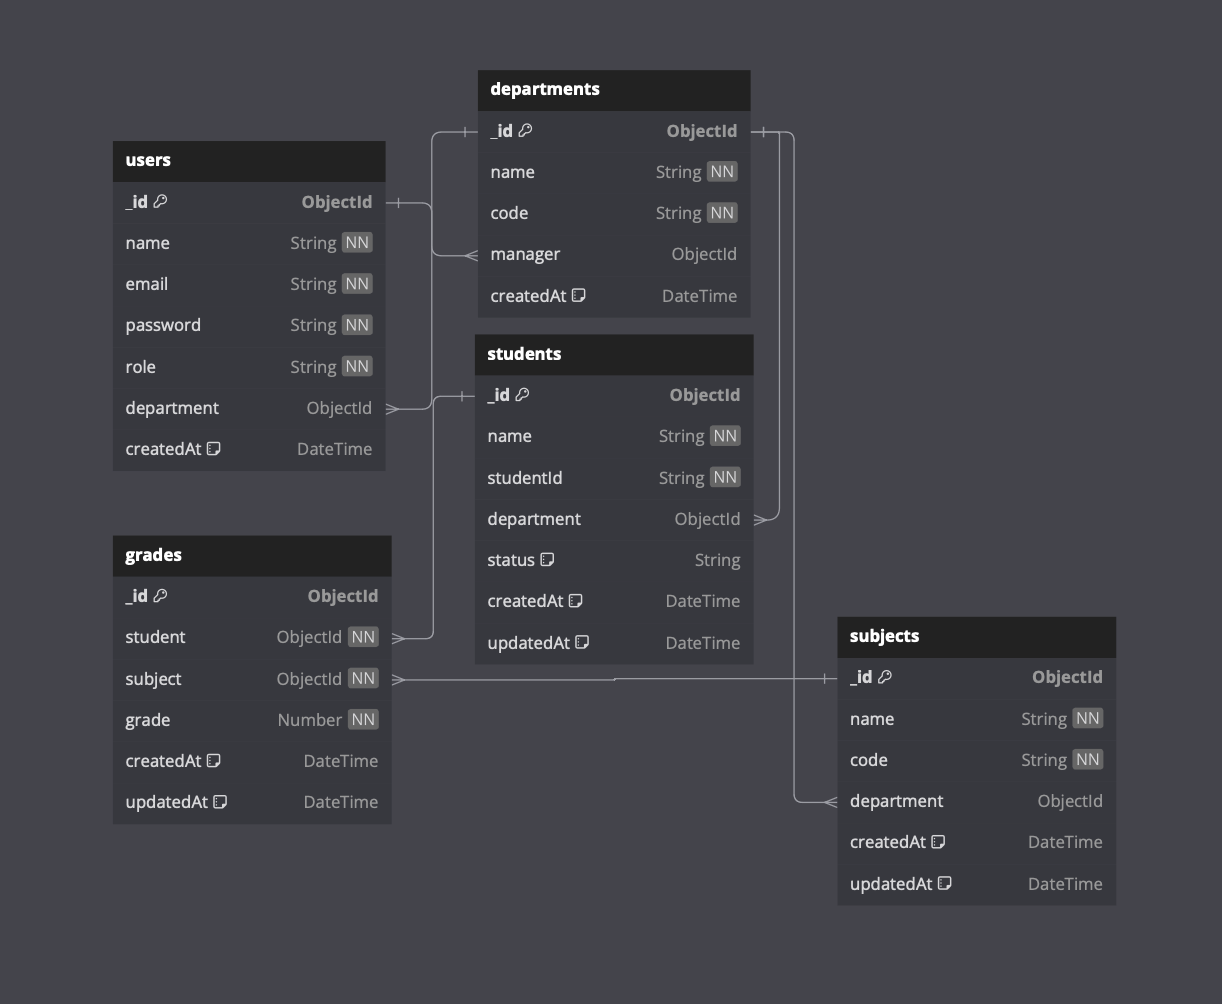 departments
_id ObjectId
name String NN
code String NN
manager ObjectId
createdAt DateTime
users
_id ObjectId
name String NN
email String NN
password String NN
role String NN
department ObjectId
createdAt DateTime
students
_id ObjectId
name String NN
studentId String NN
department ObjectId
status String
createdAt DateTime
updatedAt DateTime
grades
_id ObjectId
student ObjectId NN
subject ObjectId NN
grade Number NN
createdAt DateTime
updatedAt DateTime
subjects
_id ObjectId
name String NN
code String NN
department ObjectId
createdAt DateTime
updatedAt DateTime